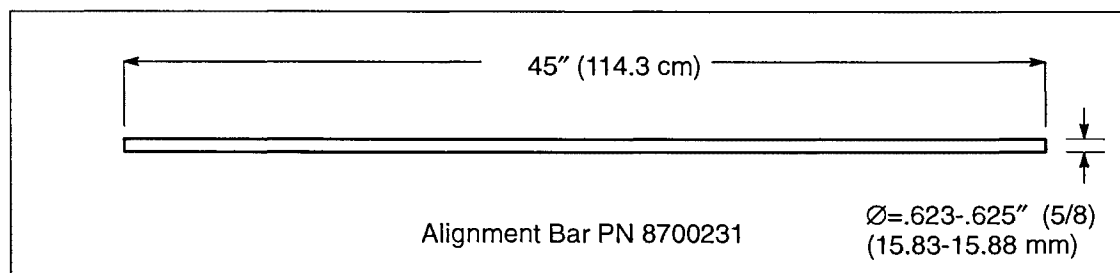 45″ (114.3 cm)
Alignment Bar PN 8700231
Ø=.623-.625″ (5/8)
(15.83-15.88 mm)